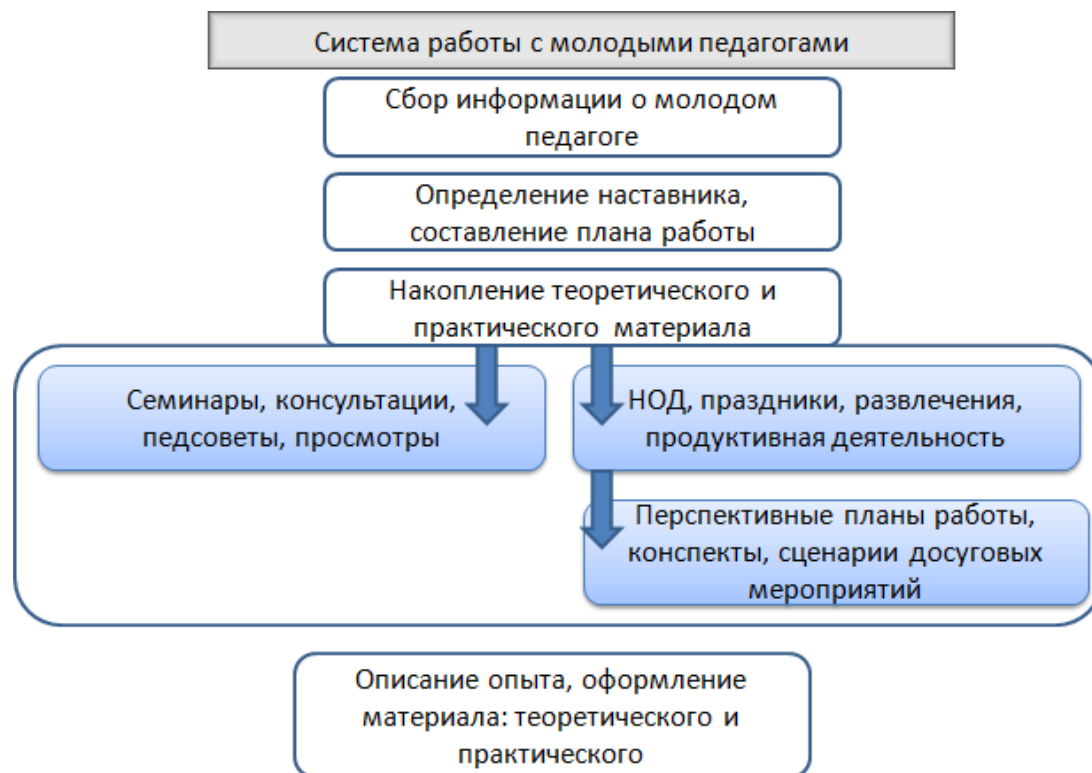 Система работы с молодыми педагогами
Сбор информации о молодом
педагоге
Определение наставника,
составление плана работы
Накопление теоретического и
практического материала
Семинары, консультации,
педсоветы, просмотры
НОД, праздники, развлечения,
продуктивная деятельность
Перспективные планы работы,
конспекты, сценарии досуговых
мероприятий
Описание опыта, оформление
материала: теоретического и
практического